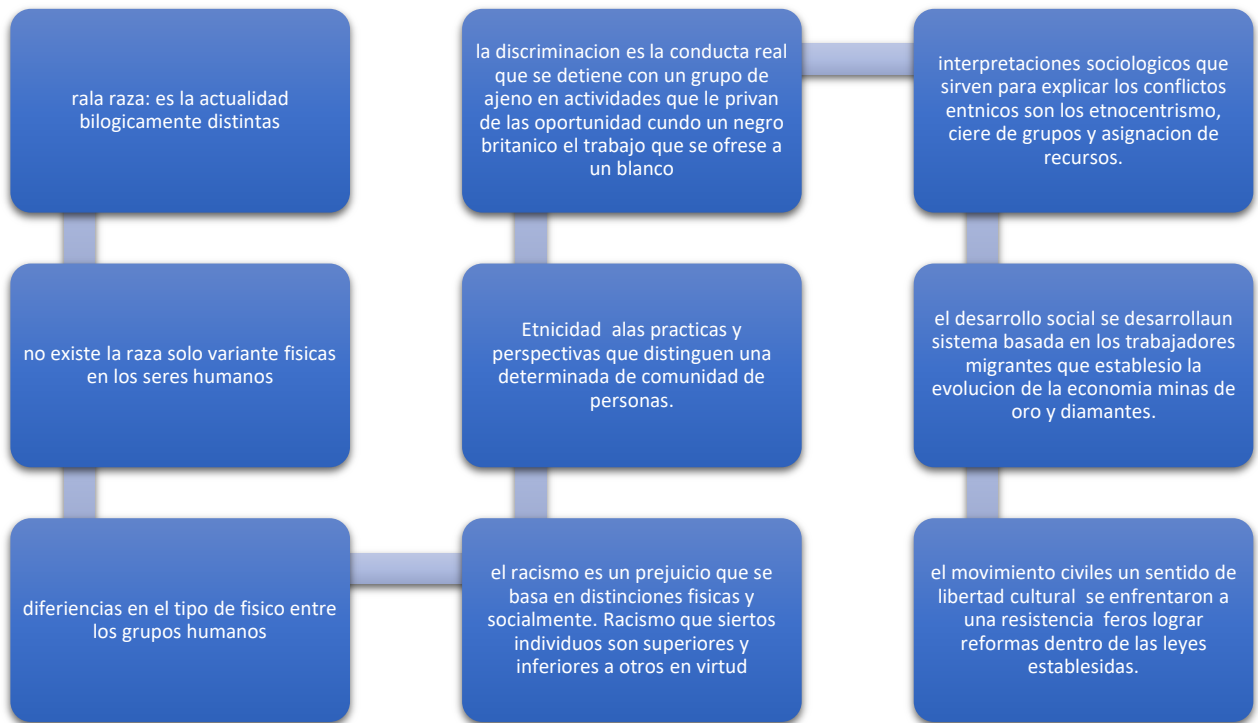 rala raza: es la actualidad
bilogicamente distintas
no existe la raza solo variante fisicas
en los seres humanos
diferiencias en el tipo de fisico entre
los grupos humanos
el racismo es un prejuicio que se
basa en distinciones fisicas y
socialmente. Racismo que siertos
individuos son superiores y
inferiores a otros en virtud
Etnicidad  alas practicas y
perspectivas que distinguen una
determinada de comunidad de
personas.
la discriminacion es la conducta real
que se detiene con un grupo de
ajeno en actividades que le privan
de las oportunidad cundo un negro
britanico el trabajo que se ofrese a
un blanco
interpretaciones sociologicos que
sirven para explicar los conflictos
entnicos son los etnocentrismo,
ciere de grupos y asignacion de
recursos.
el desarrollo social se desarrollaun
sistema basada en los trabajadores
migrantes que establesio la
evolucion de la economia minas de
oro y diamantes.
el movimiento civiles un sentido de
libertad cultural  se enfrentaron a
una resistencia  feros lograr
reformas dentro de las leyes
establesidas.